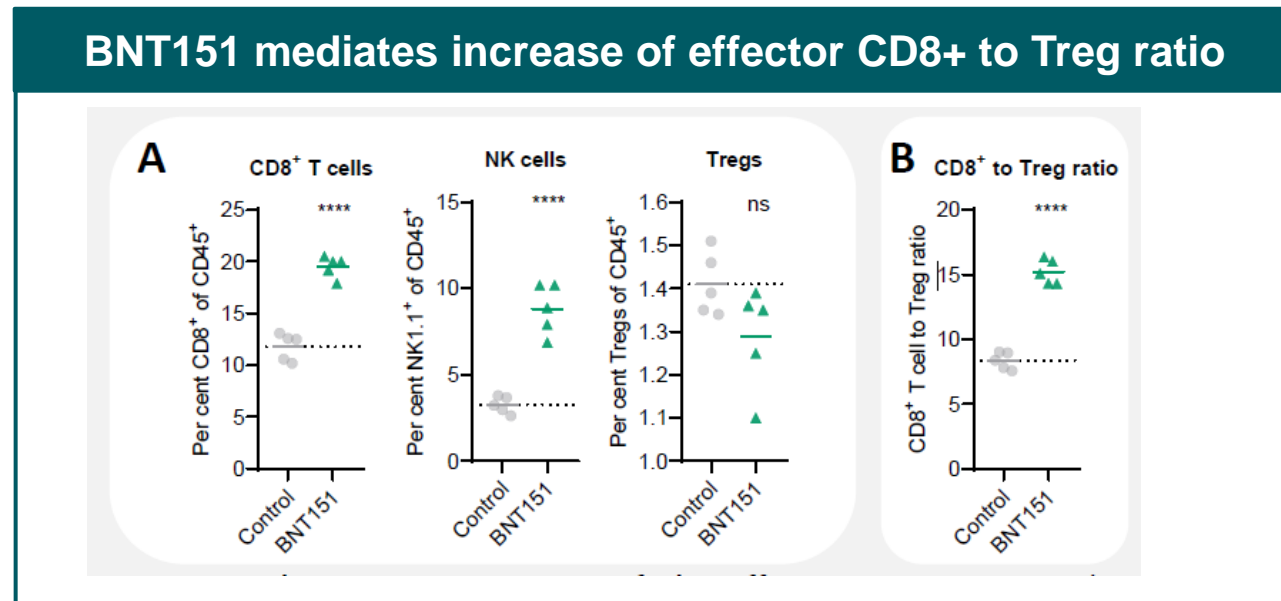 BNT151 mediates increase of effector CD8+ to Treg ratio
A
CD8⁺ T cells
****
Per cent CD8⁺ of CD45⁺
25
20
15
10
5
0
Control
BNT151
NK cells
****
Per cent NK1.1⁺ of CD45⁺
15
10
5
0
Control
BNT151
Tregs
ns
Per cent Tregs of CD45⁺
1.6
1.5
1.4
1.3
1.2
1.1
1.0
Control
BNT151
B
CD8⁺ to Treg ratio
****
CD8⁺ T cell to Treg ratio
20
15
10
5
0
Control
BNT151